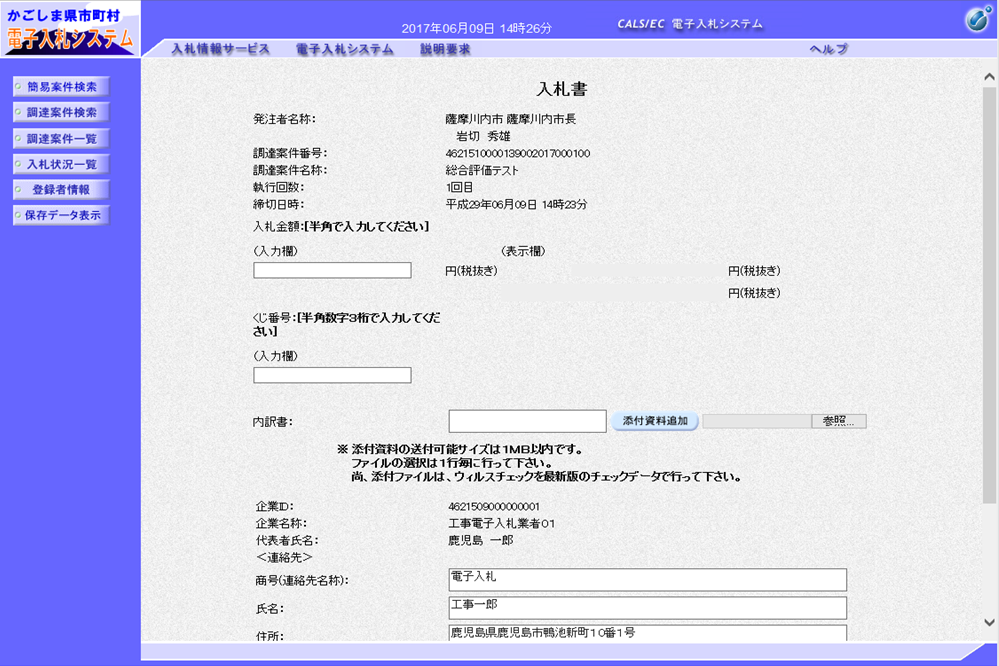 かごしま県市町村
電子入札システム
2017年06月09日 14時26分
CALS/EC 電子入札システム
入札情報サービス 電子入札システム 説明要求 ヘルプ
簡易案件検索
調達案件検索
調達案件一覧
入札状況一覧
登録者情報
保存データ表示
入札書
発注者名称: 薩摩川内市 薩摩川内市長
岩切 秀雄
調達案件番号: 4621510001390020170001​00
調達案件名称: 総合評価テスト
執行回数: 1回目
締切日時: 平成29年06月09日 14時23分
入札金額:[半角で入力してください]
(入力欄) (表示欄)
円(税抜き) 円(税抜き)
円(税抜き)
くじ番号:[半角数字3桁で入力してくだ
さい]
(入力欄)
内訳書: 添付資料追加 参照...
※ 添付資料の送付可能サイズは1MB以内です。
ファイルの選択は1行毎に行って下さい。
尚、添付ファイルは、ウィルスチェックを最新版のチェックデータで行って下さい。
企業ID: 4621509000000001
企業名称: 工事電子入札業者01
代表者氏名: 鹿児島 一郎
<連絡先>
商号(連絡先名称): 電子入札
氏名: 工事一郎
住所: 鹿児島県鹿児島市鴨池新町10番1号